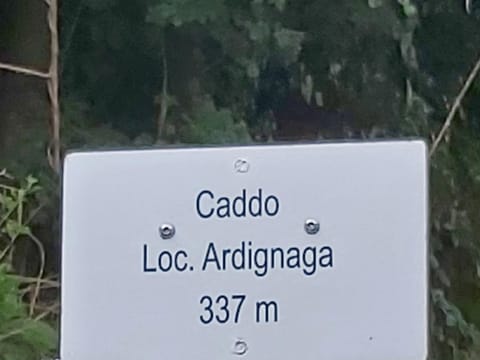 Caddo
Loc. Ardignaga
337 m